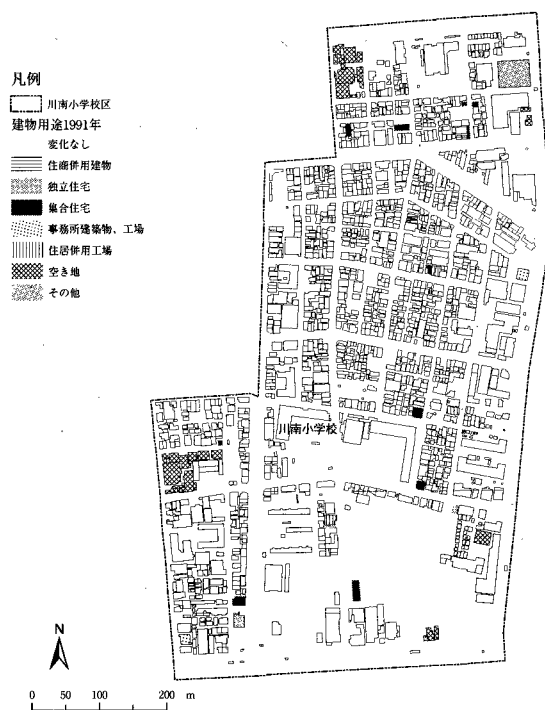 凡例
川南小学校区
建物用途1991年
変化なし
住商併用建物
独立住宅
集合住宅
事務所建築物、工場
住居併用工場
空き地
その他
川南小学校
N
0 50 100 200 m